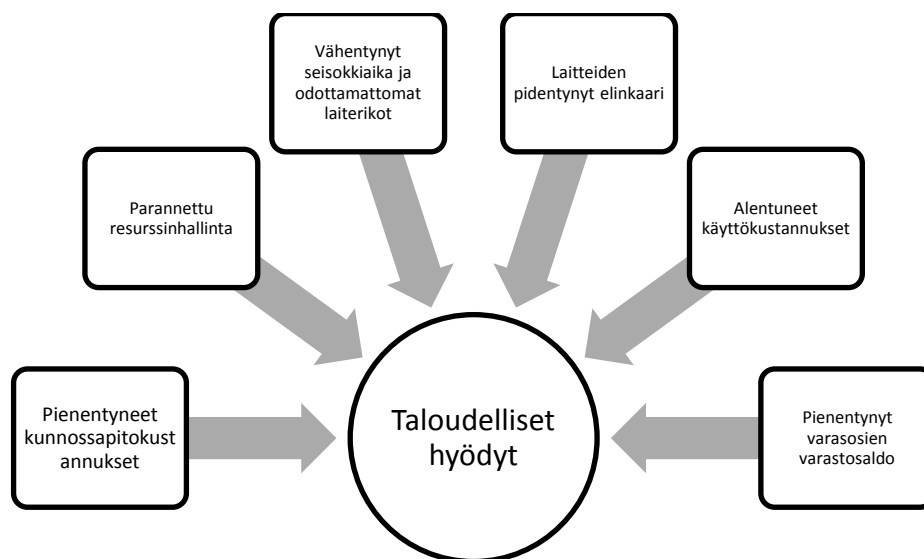 Vähentynyt
seisokkiaika ja
odottamattomat
laiterikot
Laitteiden
pidentynyt elinkaari
Parannettu
resurssinhallinta
Alentuneet
käyttökustannukset
Pienentyneet
kunnossapitokust
annukset
Taloudelliset
hyödyt
Pienentynyt
varasosien
varastosaldo